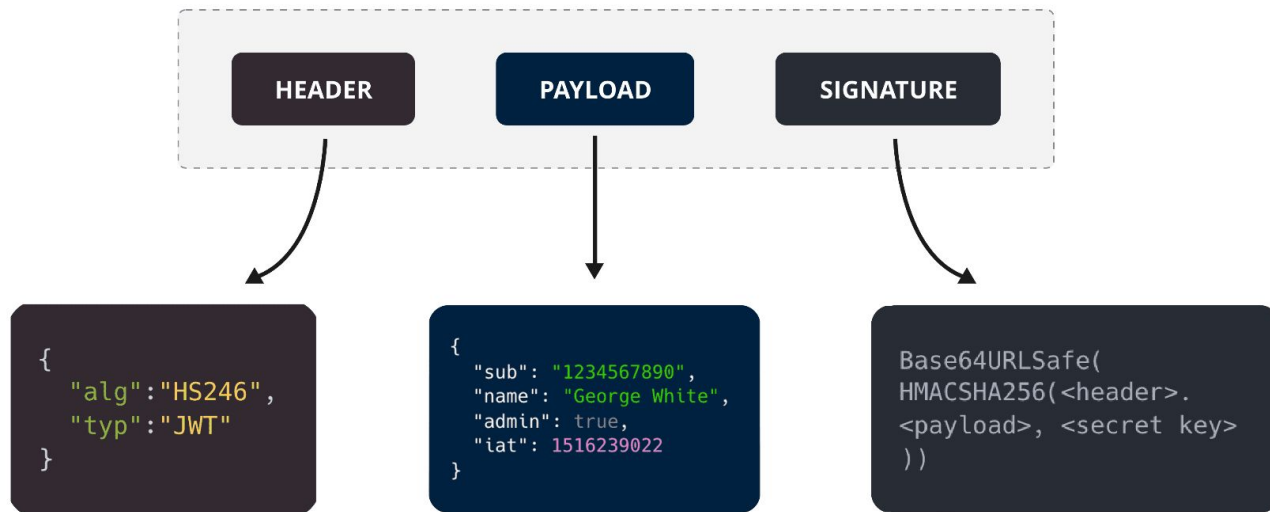 HEADER
PAYLOAD
SIGNATURE
{
"alg":"HS246",
"typ":"JWT"
}
{
"sub": "1234567890",
"name": "George White",
"admin": true,
"iat": 1516239022
}
Base64URLSafe(
HMACSHA256(<header>.
<payload>, <secret key>
))